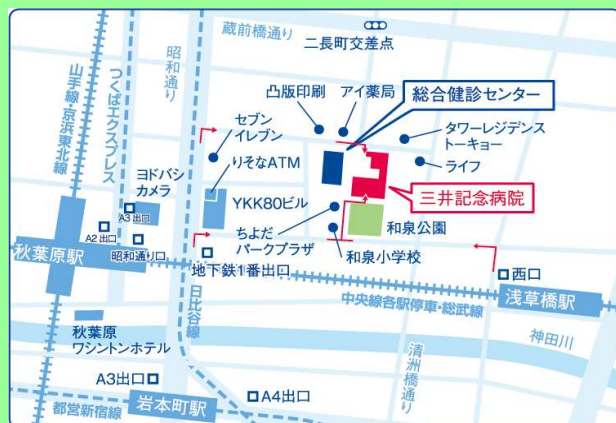 蔵前橋通り
二長町交差点
昭和通り
つくばエクスプレス
山手線・京浜東北線
凸版印刷
アイ薬局
総合健診センター
セブン
イレブン
タワーレジデンス
トーキョー
りそなATM
ライフ
ヨドバシ
カメラ
YKK80ビル
三井記念病院
A3出口
ちよだ
パークプラザ
和泉公園
A2出口
昭和通り口
和泉小学校
秋葉原駅
地下鉄1番出口
西口
日比谷線
中央線各駅停車・総武線
浅草橋駅
秋葉原
ワシントンホテル
神田川
清洲橋通り
A3出口
A4出口
岩本町駅
都営新宿線